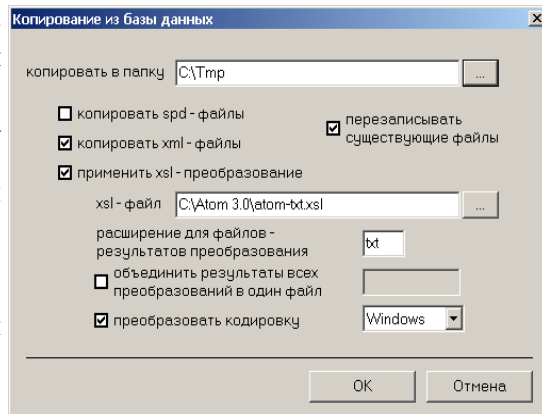 Копирование из базы данных
копировать в папку C:\Tmp ...
копировать spd - файлы
перезаписывать
существующие файлы
копировать xml - файлы
применить xsl - преобразование
xsl - файл C:\Atom 3.0\atom-txt.xsl ...
расширение для файлов -
результатов преобразования
txt
объединить результаты всех
преобразований в один файл
преобразовать кодировку Windows
OK Отмена